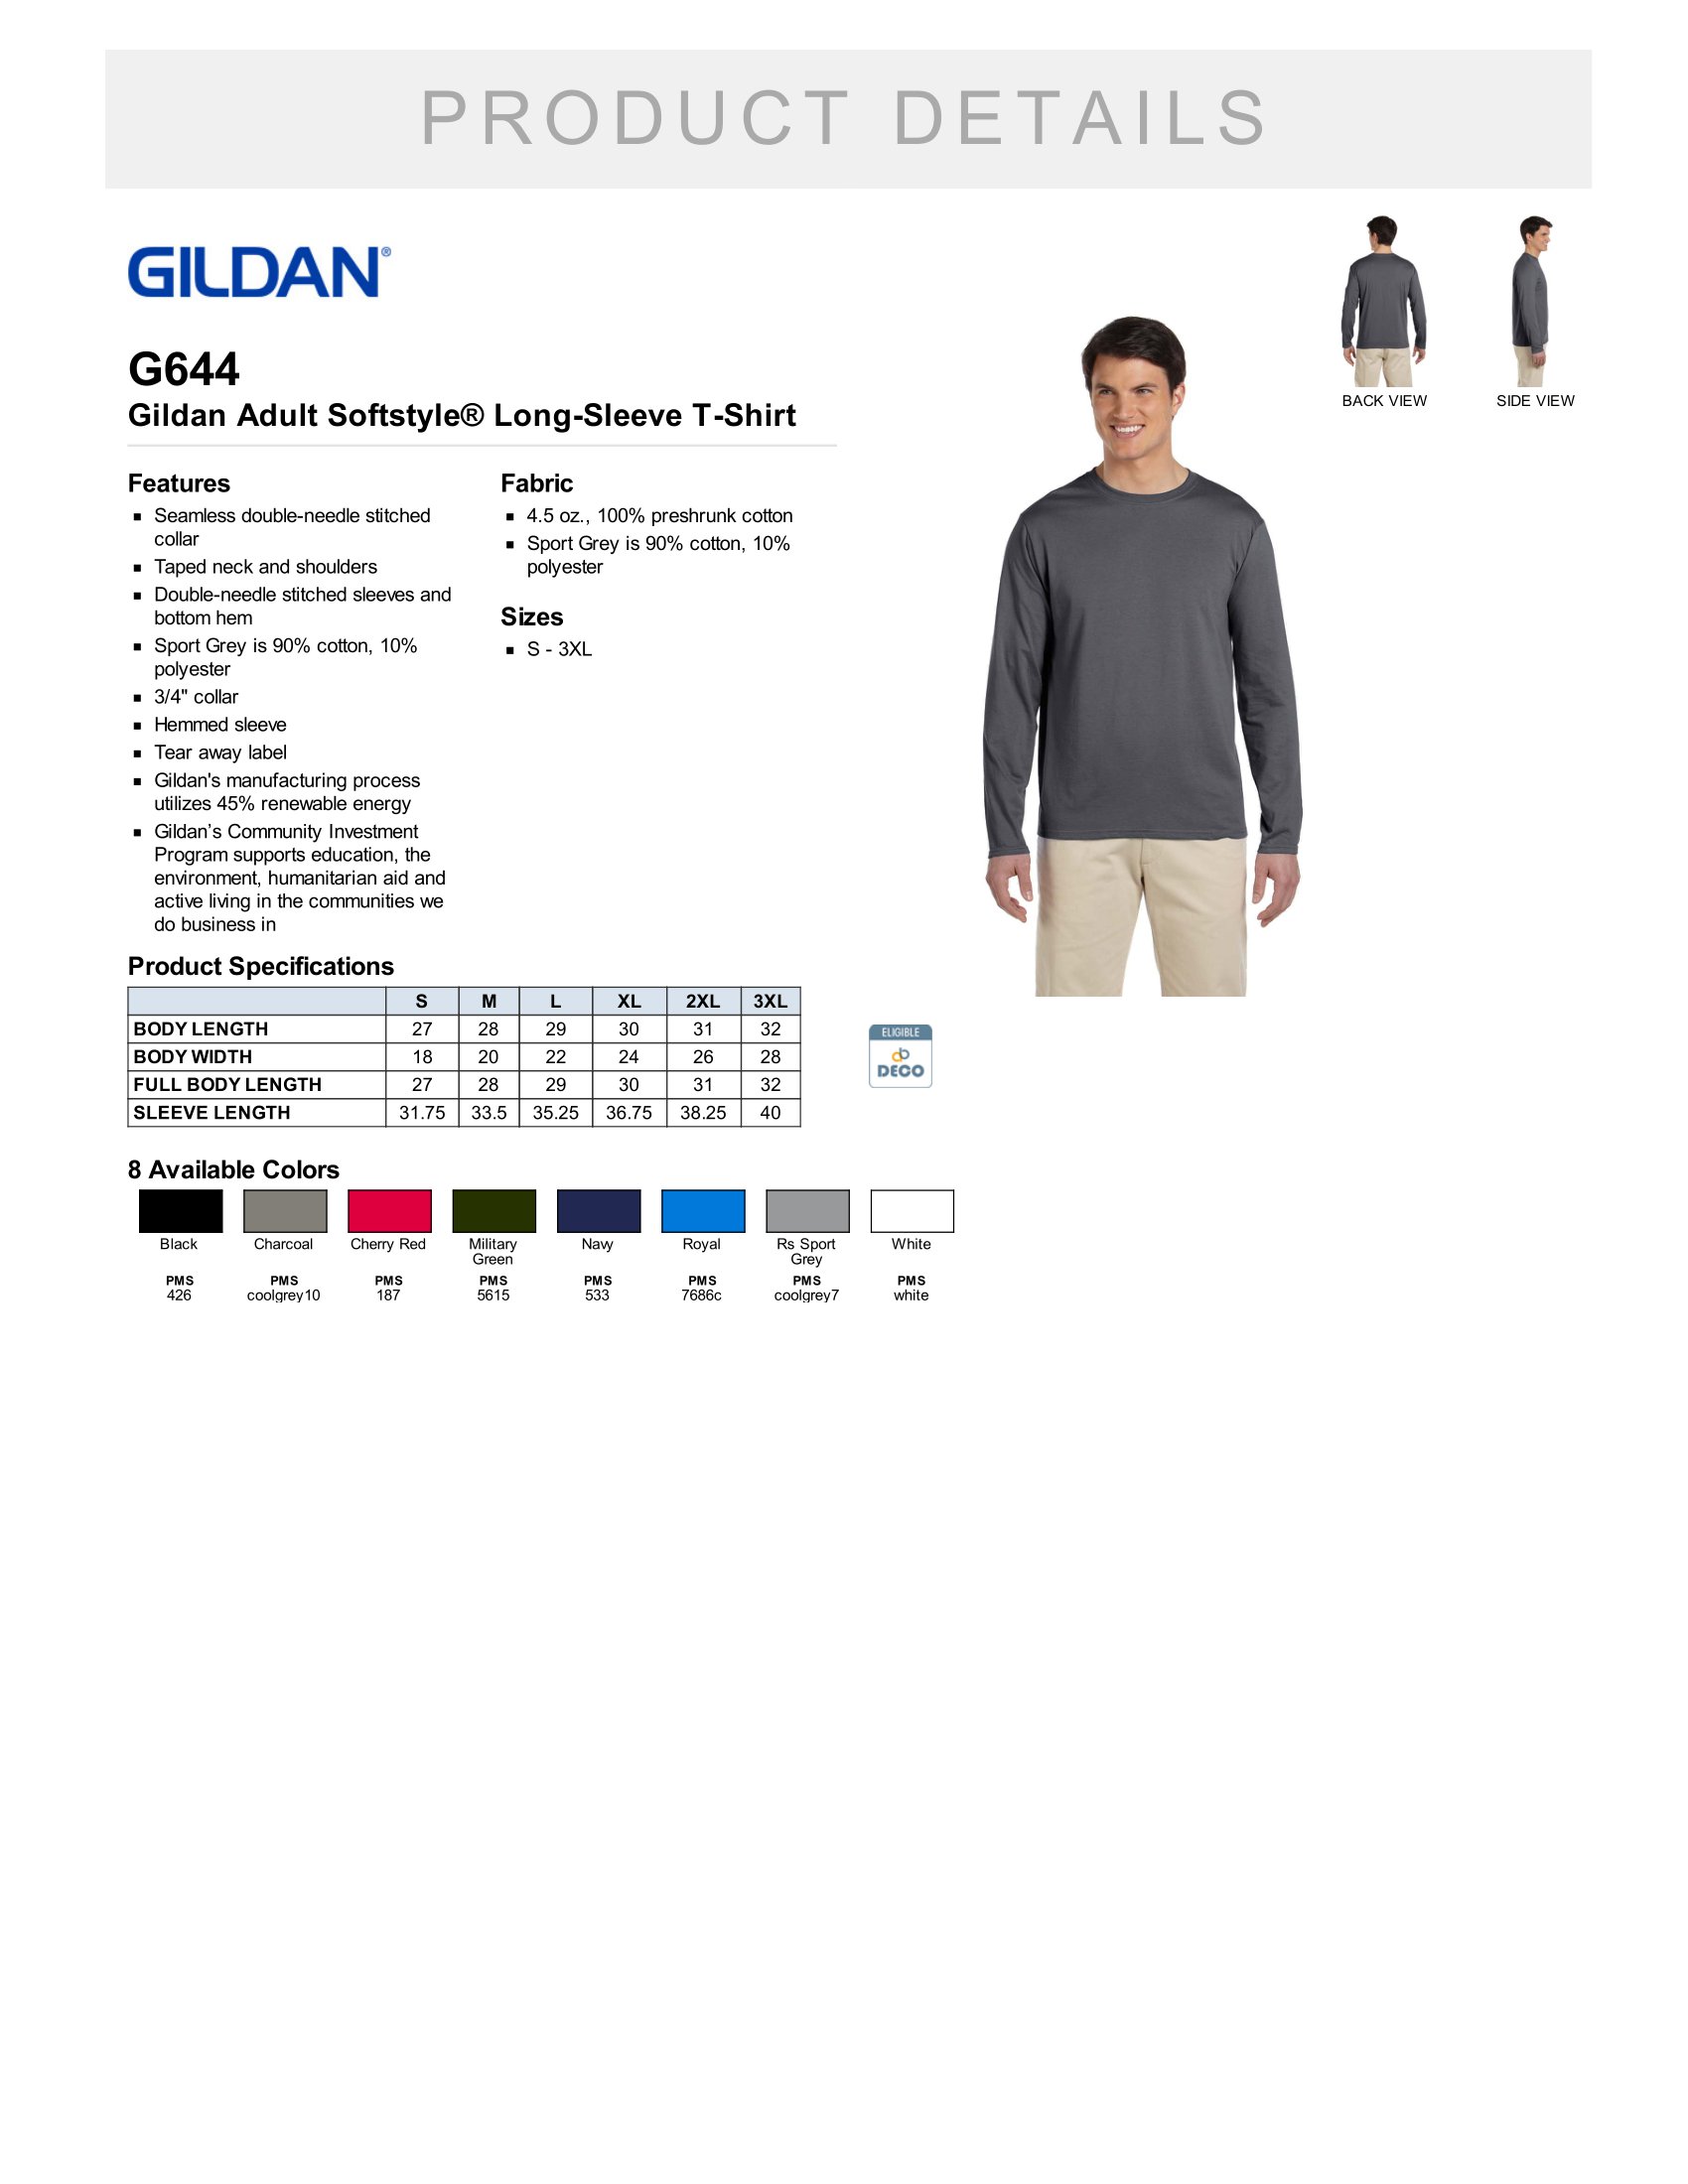 PRODUCT DETAILS
GILDAN®
BACK VIEW
SIDE VIEW
G644
Gildan Adult Softstyle® Long-Sleeve T-Shirt
Features
Seamless double-needle stitched
collar
Taped neck and shoulders
Double-needle stitched sleeves and
bottom hem
Sport Grey is 90% cotton, 10%
polyester
3/4" collar
Hemmed sleeve
Tear away label
Gildan's manufacturing process
utilizes 45% renewable energy
Gildan’s Community Investment
Program supports education, the
environment, humanitarian aid and
active living in the communities we
do business in
Fabric
4.5 oz., 100% preshrunk cotton
Sport Grey is 90% cotton, 10%
polyester
Sizes
S - 3XL
Product Specifications
S M L XL 2XL 3XL
BODY LENGTH 27 28 29 30 31 32
BODY WIDTH 18 20 22 24 26 28
FULL BODY LENGTH 27 28 29 30 31 32
SLEEVE LENGTH 31.75 33.5 35.25 36.75 38.25 40
ELIGIBLE
ab
DECO
8 Available Colors
Black Charcoal Cherry Red Military Navy Royal Rs Sport White
Green Grey
PMS PMS PMS PMS PMS PMS PMS PMS
426 coolgrey10 187 5615 533 7686c coolgrey7 white